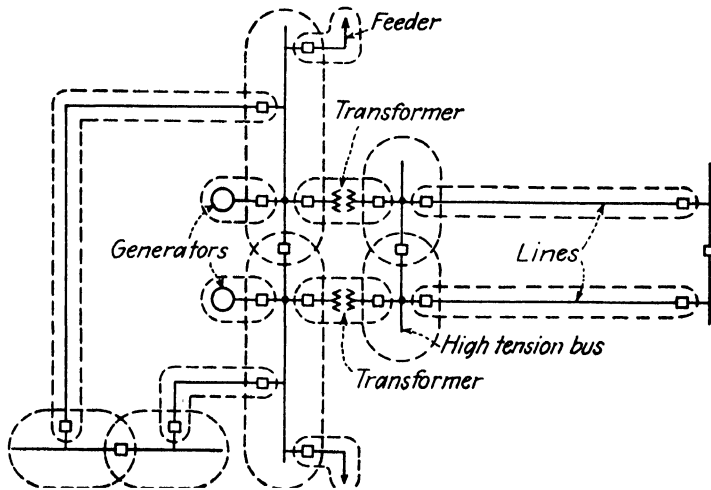 Feeder
Transformer
Generators
Lines
High tension bus
Transformer